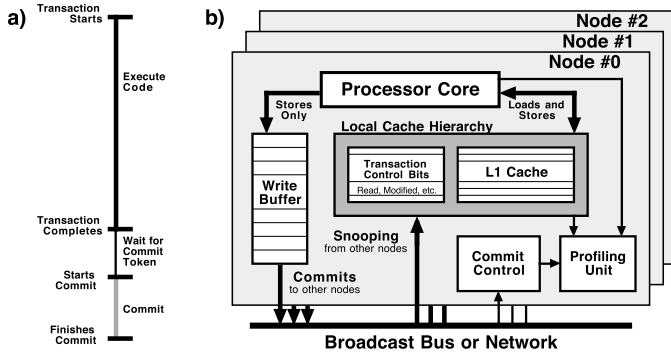 a)
Transaction
Starts
Execute
Code
Transaction
Completes
Wait for
Commit
Token
Starts
Commit
Commit
Finishes
Commit
b)
Node #2
Node #1
Node #0
Processor Core
Stores
Only
Loads and
Stores
Local Cache Hierarchy
Write
Buffer
Transaction
Control Bits
Read, Modified, etc.
L1 Cache
Snooping
from other nodes
Commit
Control
Profiling
Unit
Commits
to other nodes
Broadcast Bus or Network